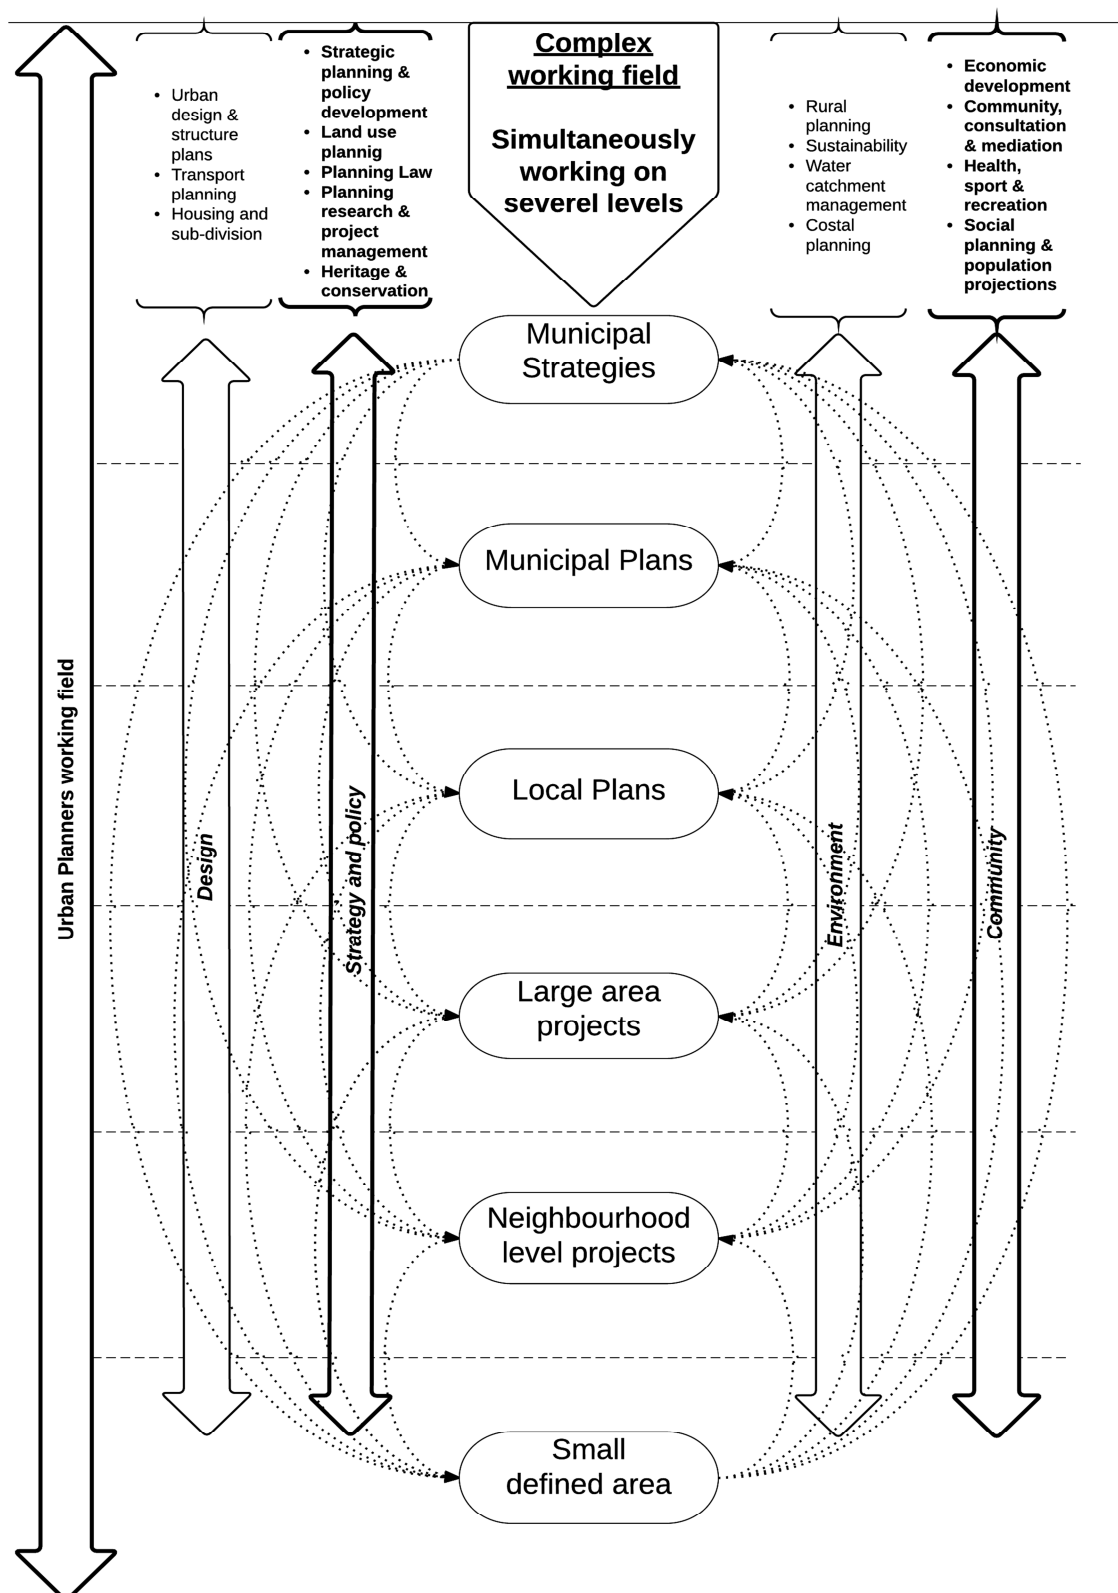 Complex
working field
Simultaneously
working on
severel levels
• Urban
design &
structure
plans
• Transport
planning
• Housing and
sub-division
• Strategic
planning &
policy
development
• Land use
plannig
• Planning Law
• Planning
research &
project
management
• Heritage &
conservation
• Rural
planning
• Sustainability
• Water
catchment
management
• Costal
planning
• Economic
development
• Community,
consultation
& mediation
• Health,
sport &
recreation
• Social
planning &
population
projections
Urban Planners working field
Design
Strategy and policy
Environment
Community
Municipal
Strategies
Municipal Plans
Local Plans
Large area
projects
Neighbourhood
level projects
Small
defined area